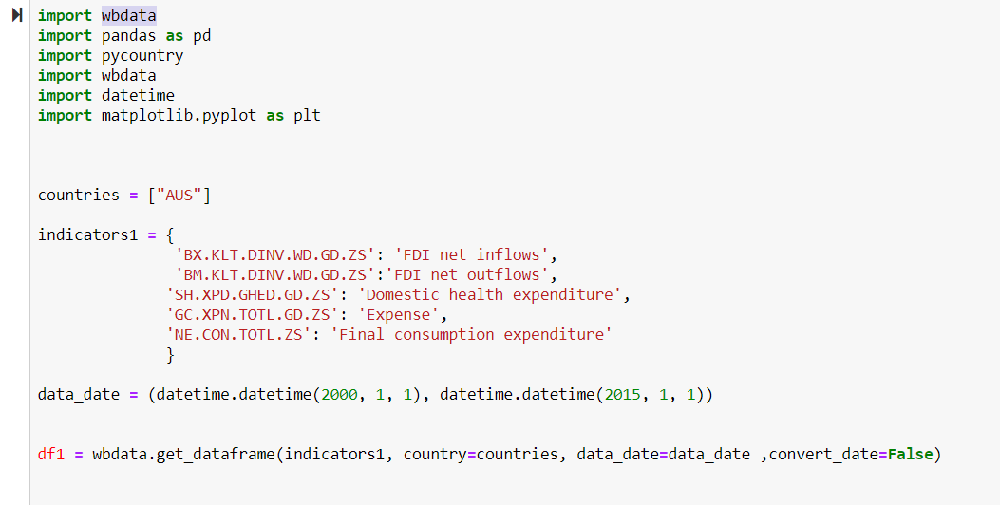 import wbdata
import pandas as pd
import pycountry
import wbdata
import datetime
import matplotlib.pyplot as plt
countries = ["AUS"]
indicators1 = {
'BX.KLT.DINV.WD.GD.ZS': 'FDI net inflows',
'BM.KLT.DINV.WD.GD.ZS':'FDI net outflows',
'SH.XPD.GHED.GD.ZS': 'Domestic health expenditure',
'GC.XPN.TOTL.GD.ZS': 'Expense',
'NE.CON.TOTL.ZS': 'Final consumption expenditure'
}
data_date = (datetime.datetime(2000, 1, 1), datetime.datetime(2015, 1, 1))
df1 = wbdata.get_dataframe(indicators1, country=countries, data_date=data_date ,convert_date=False)